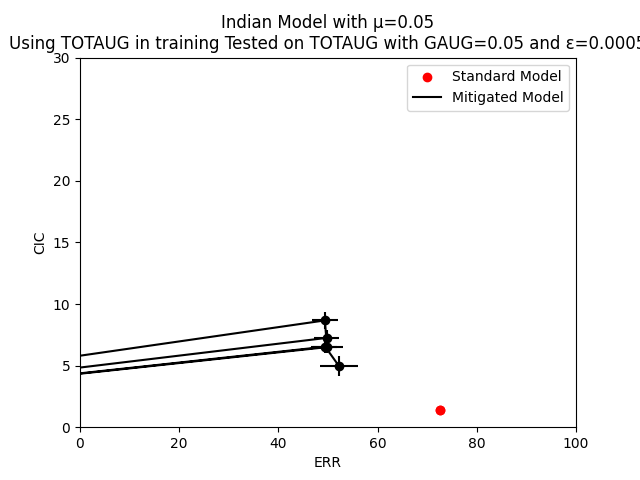 Indian Model with μ=0.05
Using TOTAUG in training Tested on TOTAUG with GAUG=0.05 and ε=0.0005
Standard Model
Mitigated Model
30
25
20
15
10
5
0
CIC
0 20 40 60 80 100
ERR